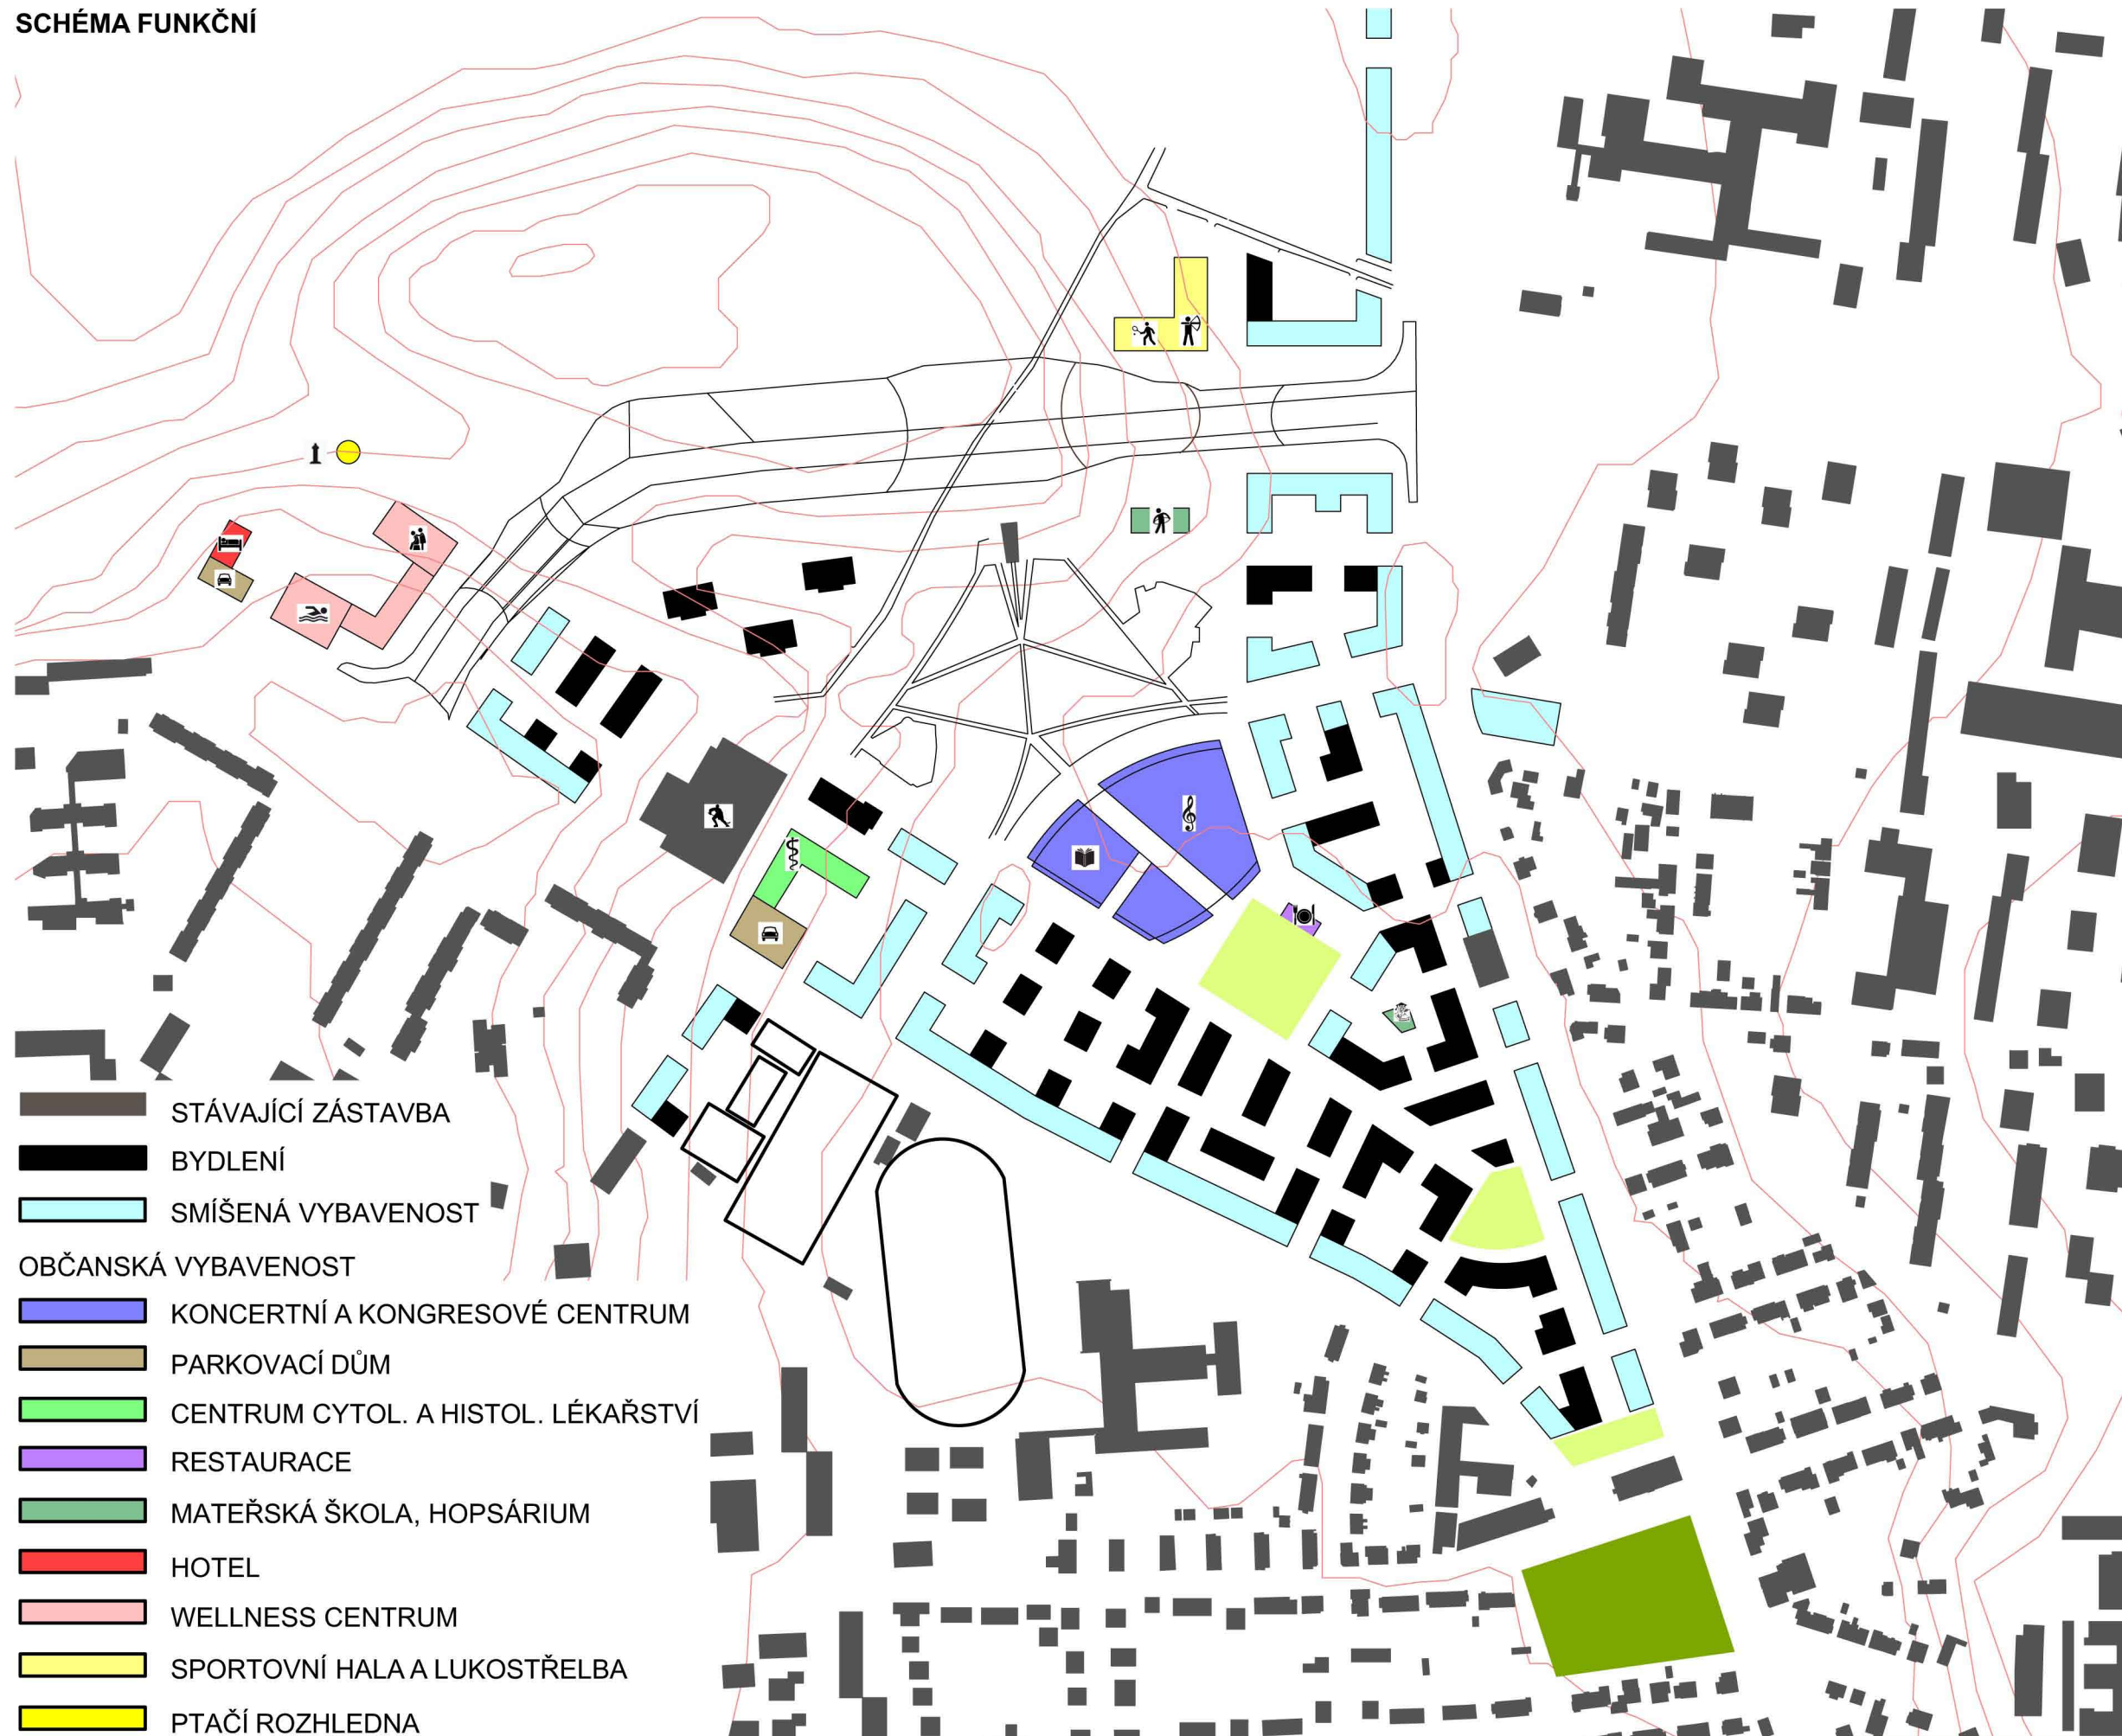 SCHÉMA FUNKČNÍ
STÁVAJÍCÍ ZÁSTAVBA
BYDLENÍ
SMÍŠENÁ VYBAVENOST
OBČANSKÁ VYBAVENOST
KONCERTNÍ A KONGRESOVÉ CENTRUM
PARKOVACÍ DŮM
CENTRUM CYTOL. A HISTOL. LÉKAŘSTVÍ
RESTAURACE
MATEŘSKÁ ŠKOLA, HOPSÁRIUM
HOTEL
WELLNESS CENTRUM
SPORTOVNÍ HALA A LUKOSTŘELBA
PTAČÍ ROZHLEDNA